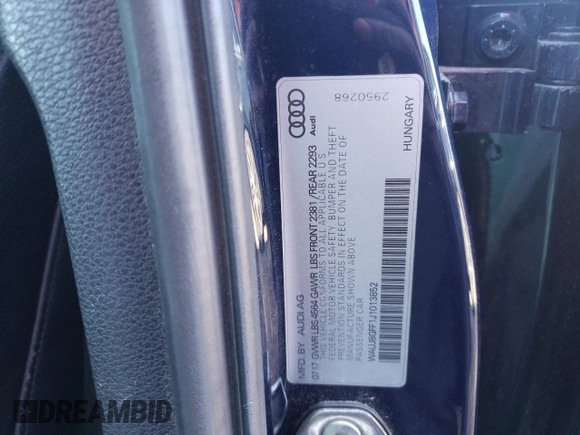 2950268
Audi
HUNGARY
MFD. BY AUDI AG
07/17 GVWR LBS 4564 GAWR LBS FRONT 2381 / REAR 2293
THIS VEHICLE CONFORMS TO ALL APPLICABLE U S
FEDERAL MOTOR VEHICLE SAFETY, BUMPER AND THEFT
PREVENTION STANDARDS IN EFFECT ON THE DATE OF
MANUFACTURE SHOWN ABOVE
PASSENGER CAR
WAUJ8GFF1J1013852
DREAMBID